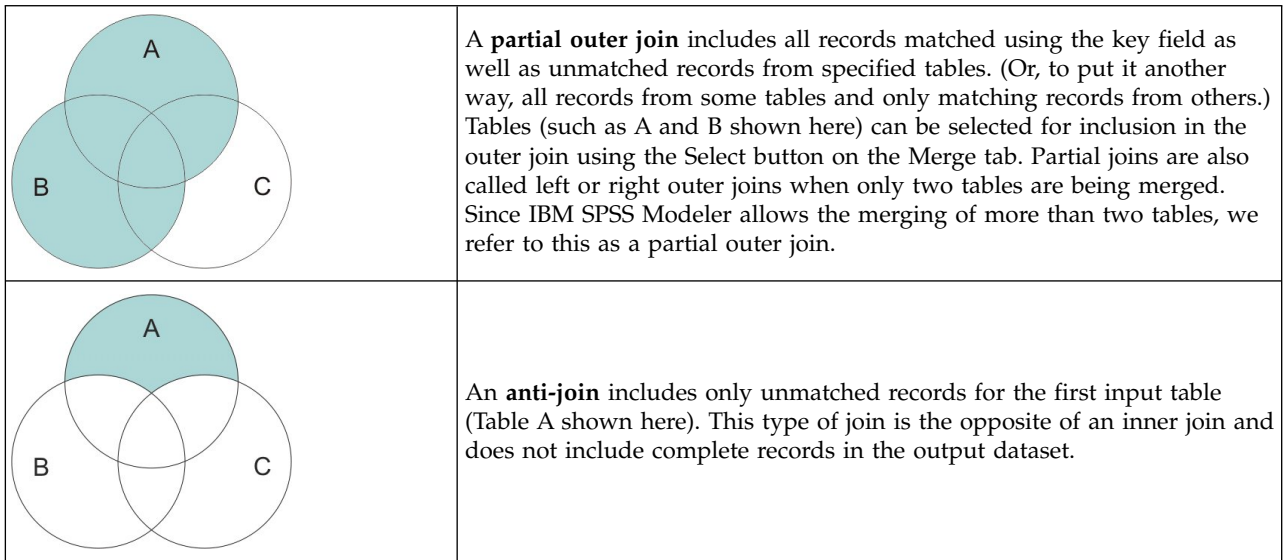 A
B
C
A partial outer join includes all records matched using the key field as
well as unmatched records from specified tables. (Or, to put it another
way, all records from some tables and only matching records from others.)
Tables (such as A and B shown here) can be selected for inclusion in the
outer join using the Select button on the Merge tab. Partial joins are also
called left or right outer joins when only two tables are being merged.
Since IBM SPSS Modeler allows the merging of more than two tables, we
refer to this as a partial outer join.
A
B
C
An anti-join includes only unmatched records for the first input table
(Table A shown here). This type of join is the opposite of an inner join and
does not include complete records in the output dataset.